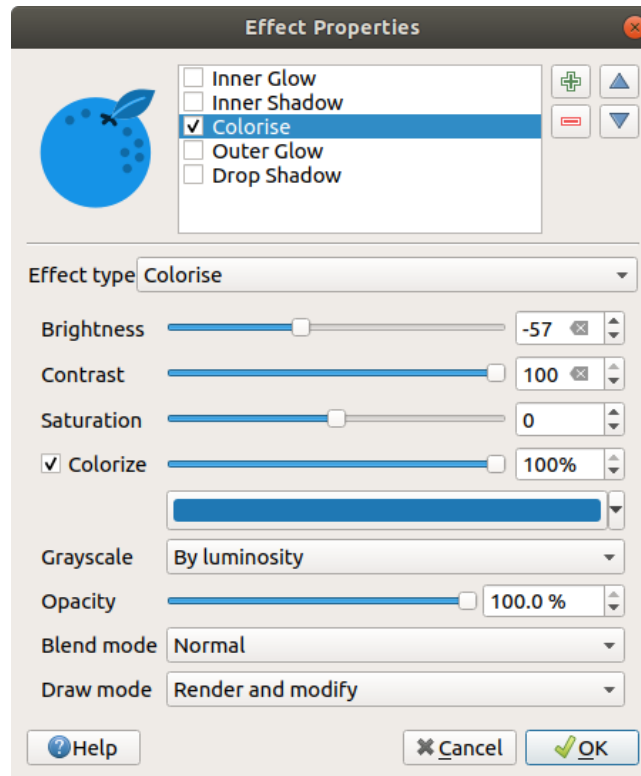 Effect Properties
Inner Glow
Inner Shadow
Colorise
Outer Glow
Drop Shadow
Effect type Colorise
Brightness -57
Contrast 100
Saturation 0
Colorize 100%
Grayscale By luminosity
Opacity 100.0 %
Blend mode Normal
Draw mode Render and modify
Help Cancel OK